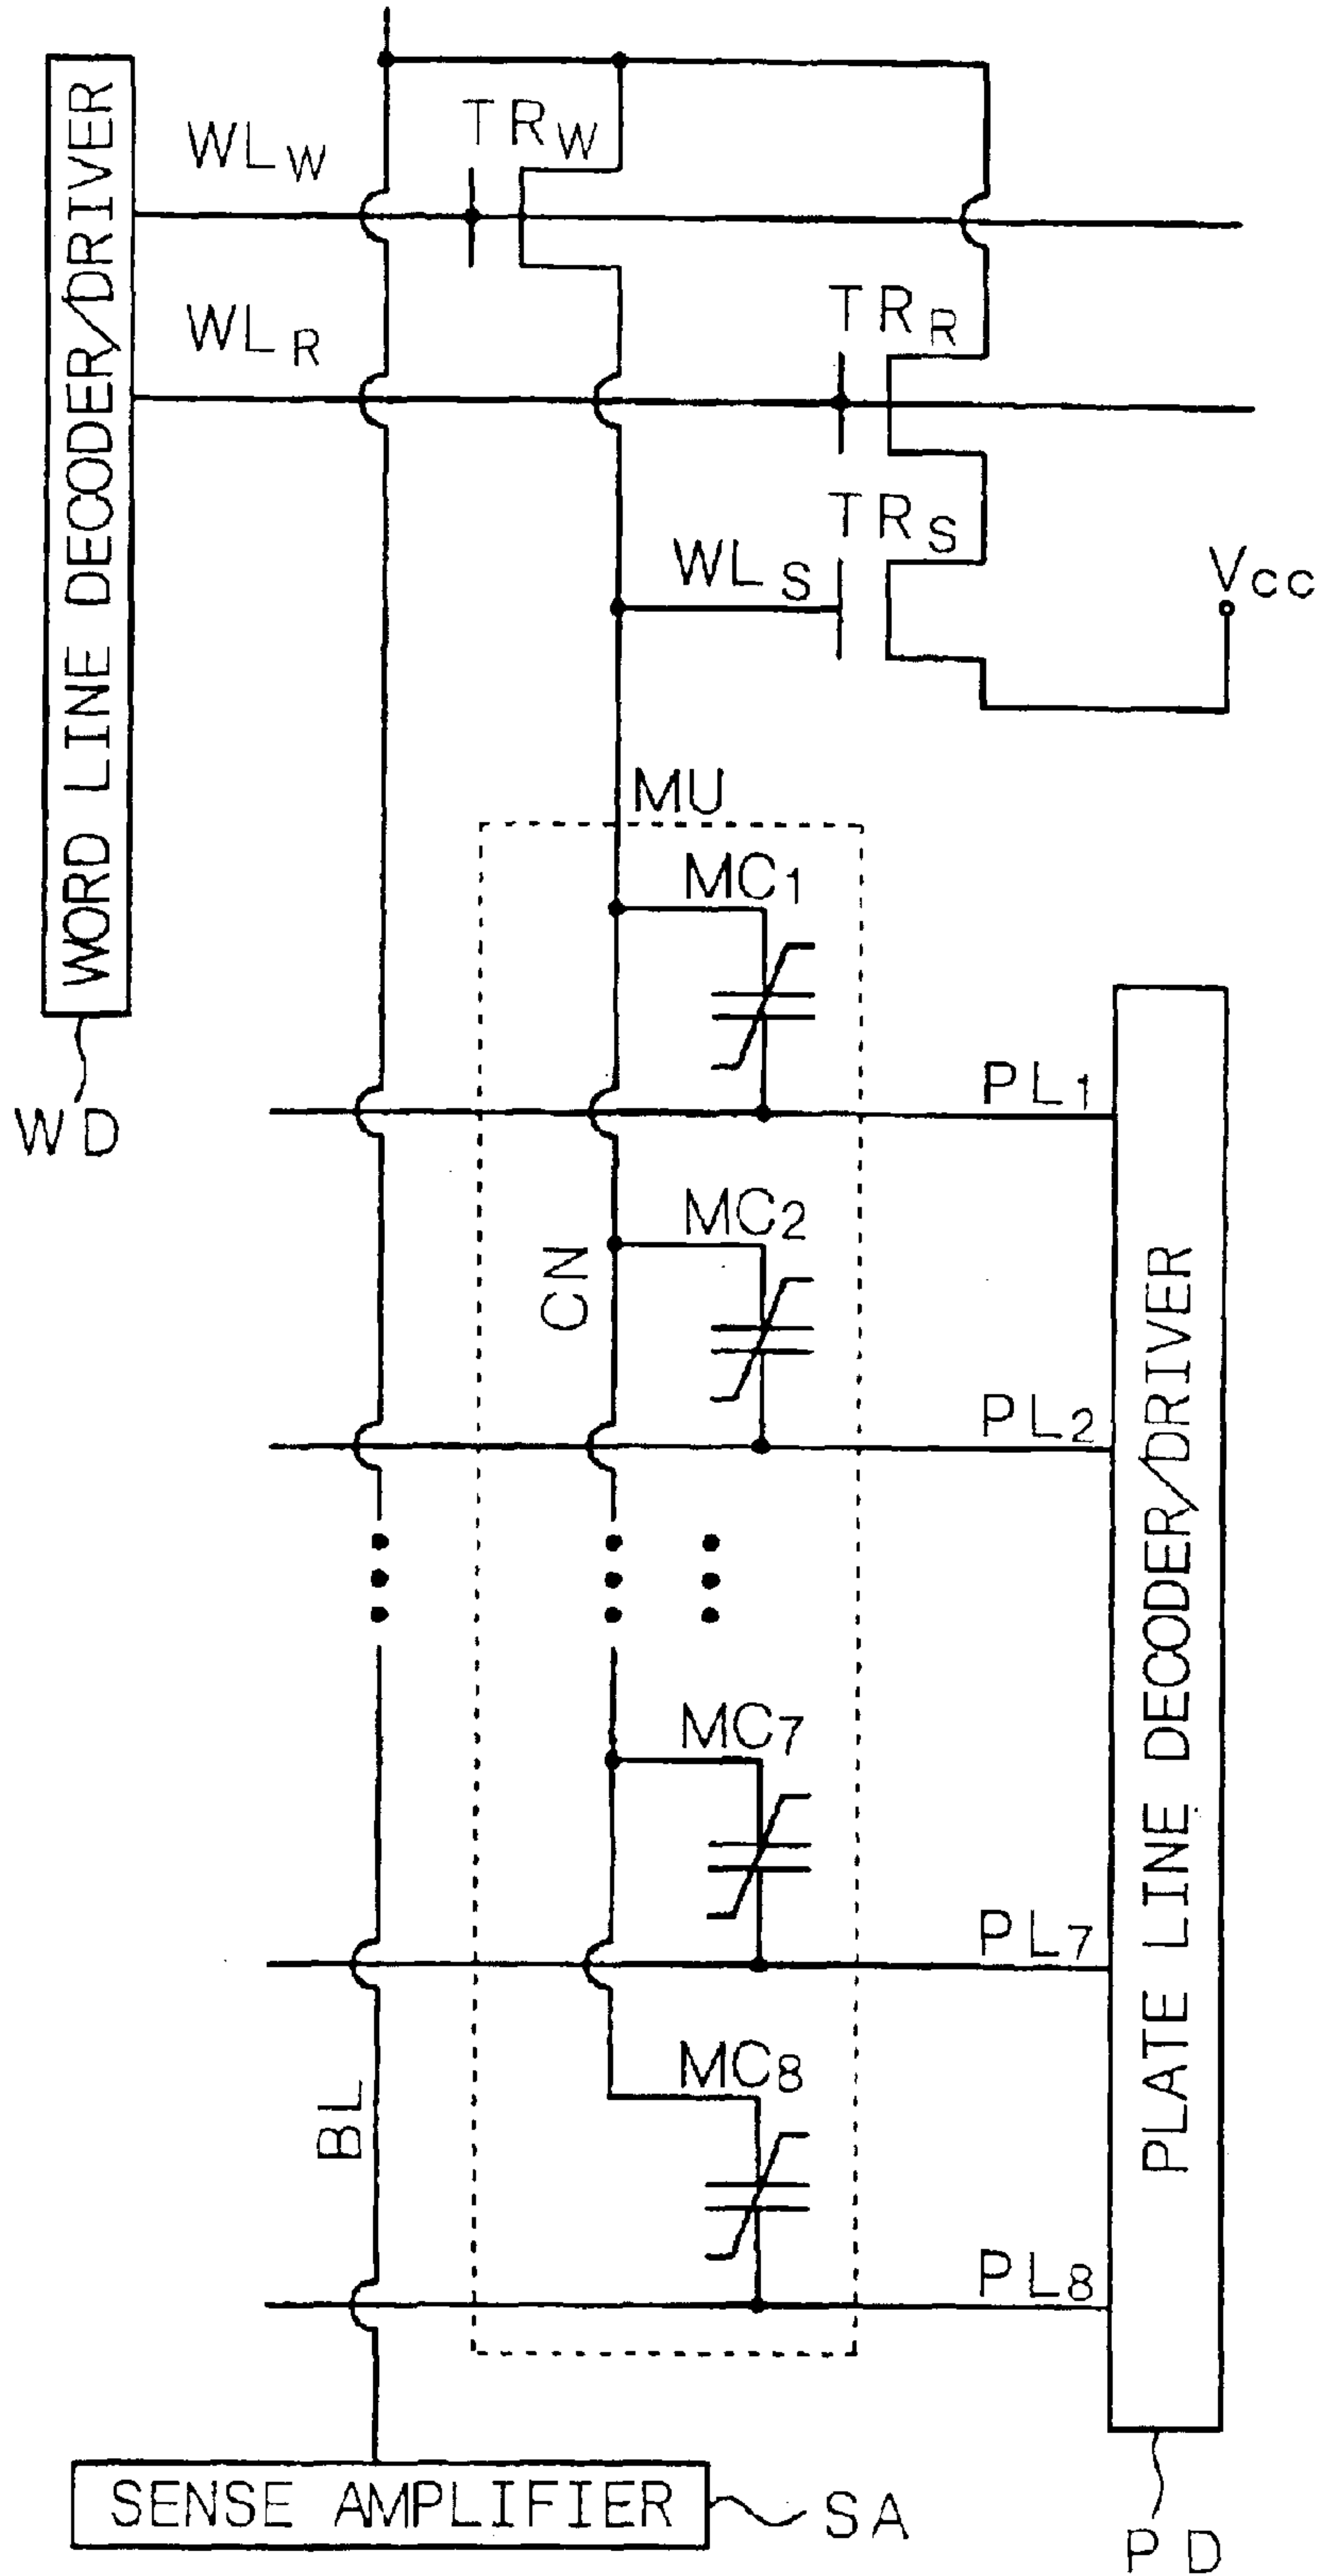 WORD LINE DECODER/DRIVER
WD
WLW
TRW
WLR
TRR
TRS
WLS
Vcc
MU
MC1
PL1
MC2
CN
PL2
MC7
PL7
MC8
BL
PL8
PLATE LINE DECODER/DRIVER
PD
SENSE AMPLIFIER
SA